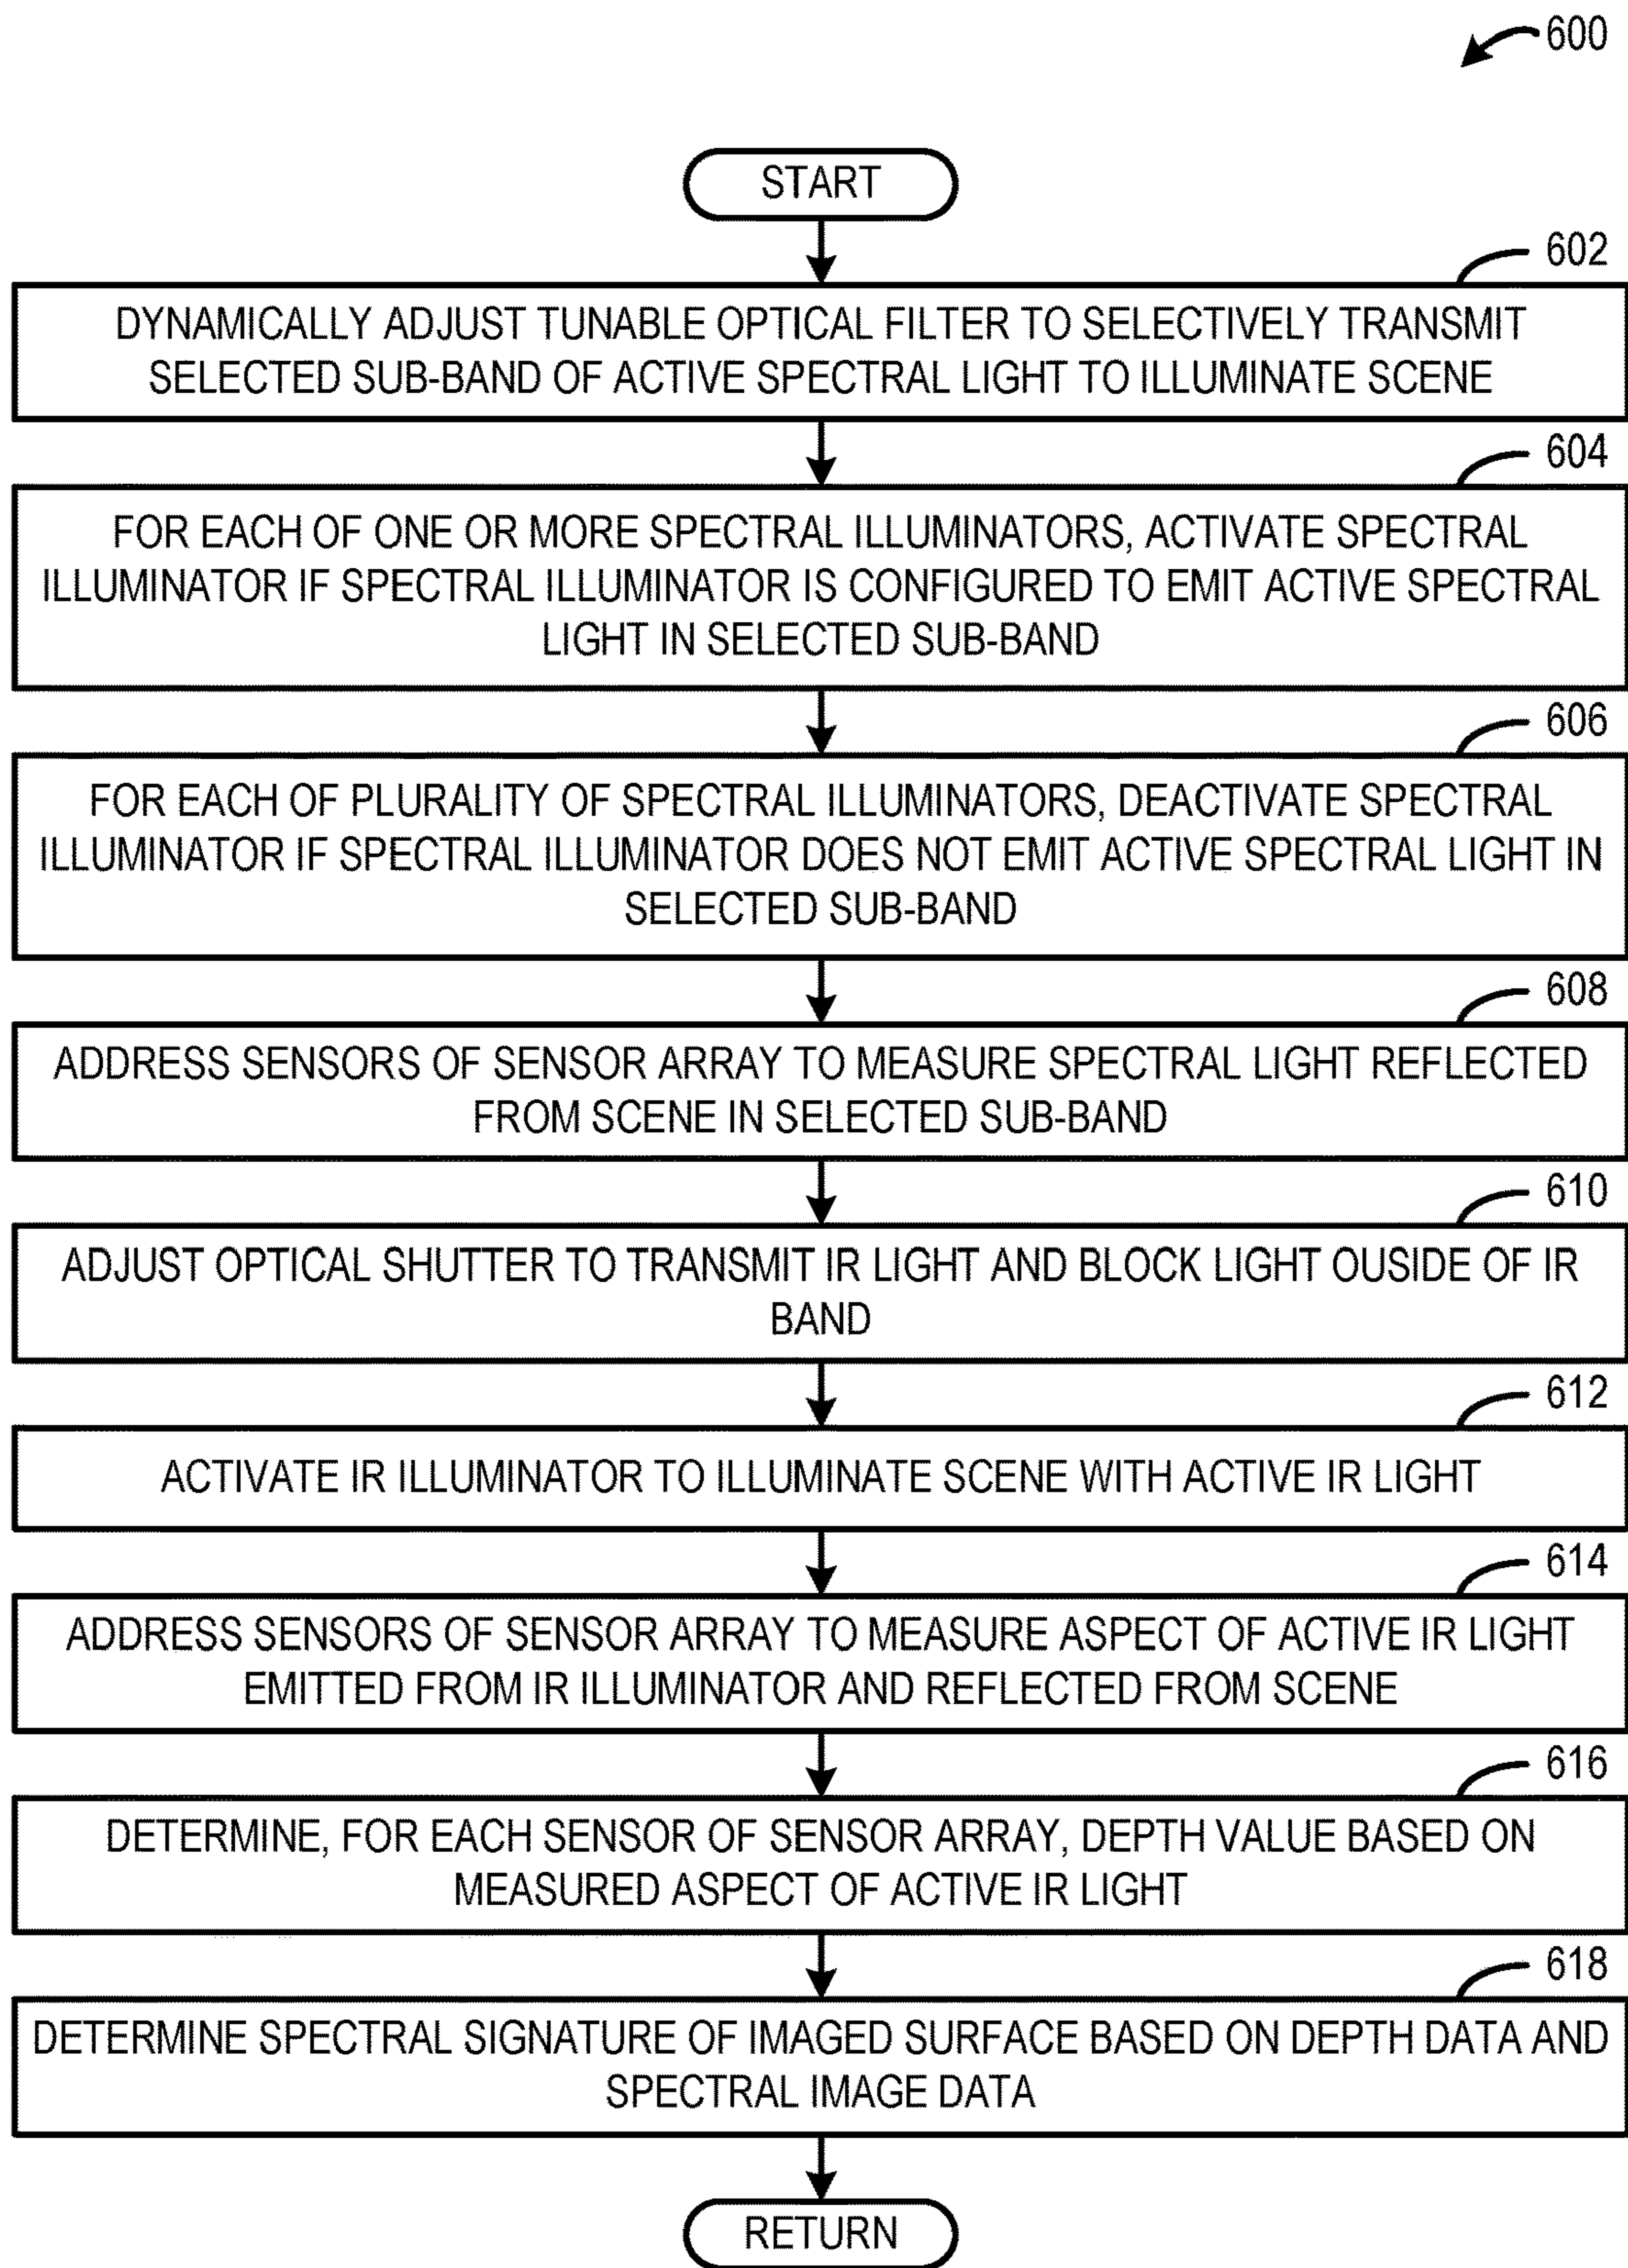 600
START
602
DYNAMICALLY ADJUST TUNABLE OPTICAL FILTER TO SELECTIVELY TRANSMIT
SELECTED SUB-BAND OF ACTIVE SPECTRAL LIGHT TO ILLUMINATE SCENE
604
FOR EACH OF ONE OR MORE SPECTRAL ILLUMINATORS, ACTIVATE SPECTRAL
ILLUMINATOR IF SPECTRAL ILLUMINATOR IS CONFIGURED TO EMIT ACTIVE SPECTRAL
LIGHT IN SELECTED SUB-BAND
606
FOR EACH OF PLURALITY OF SPECTRAL ILLUMINATORS, DEACTIVATE SPECTRAL
ILLUMINATOR IF SPECTRAL ILLUMINATOR DOES NOT EMIT ACTIVE SPECTRAL LIGHT IN
SELECTED SUB-BAND
608
ADDRESS SENSORS OF SENSOR ARRAY TO MEASURE SPECTRAL LIGHT REFLECTED
FROM SCENE IN SELECTED SUB-BAND
610
ADJUST OPTICAL SHUTTER TO TRANSMIT IR LIGHT AND BLOCK LIGHT OUSIDE OF IR
BAND
612
ACTIVATE IR ILLUMINATOR TO ILLUMINATE SCENE WITH ACTIVE IR LIGHT
614
ADDRESS SENSORS OF SENSOR ARRAY TO MEASURE ASPECT OF ACTIVE IR LIGHT
EMITTED FROM IR ILLUMINATOR AND REFLECTED FROM SCENE
616
DETERMINE, FOR EACH SENSOR OF SENSOR ARRAY, DEPTH VALUE BASED ON
MEASURED ASPECT OF ACTIVE IR LIGHT
618
DETERMINE SPECTRAL SIGNATURE OF IMAGED SURFACE BASED ON DEPTH DATA AND
SPECTRAL IMAGE DATA
RETURN